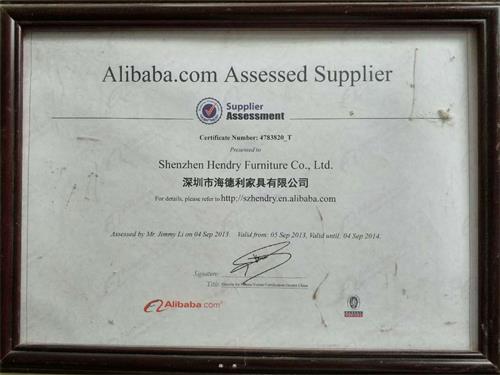 Alibaba.com Assessed Supplier
Supplier
Assessment
Certificate Number: 4783820_T
Presented to
Shenzhen Hendry Furniture Co., Ltd.
深圳市海德利家具有限公司
For details, please refer to http://szhendry.en.alibaba.com
Assessed by Mr. Jimmy Li on 04 Sep 2013. Valid from: 05 Sep 2013, Valid until: 04 Sep 2014.
Signature:
Title:
Alibaba.com